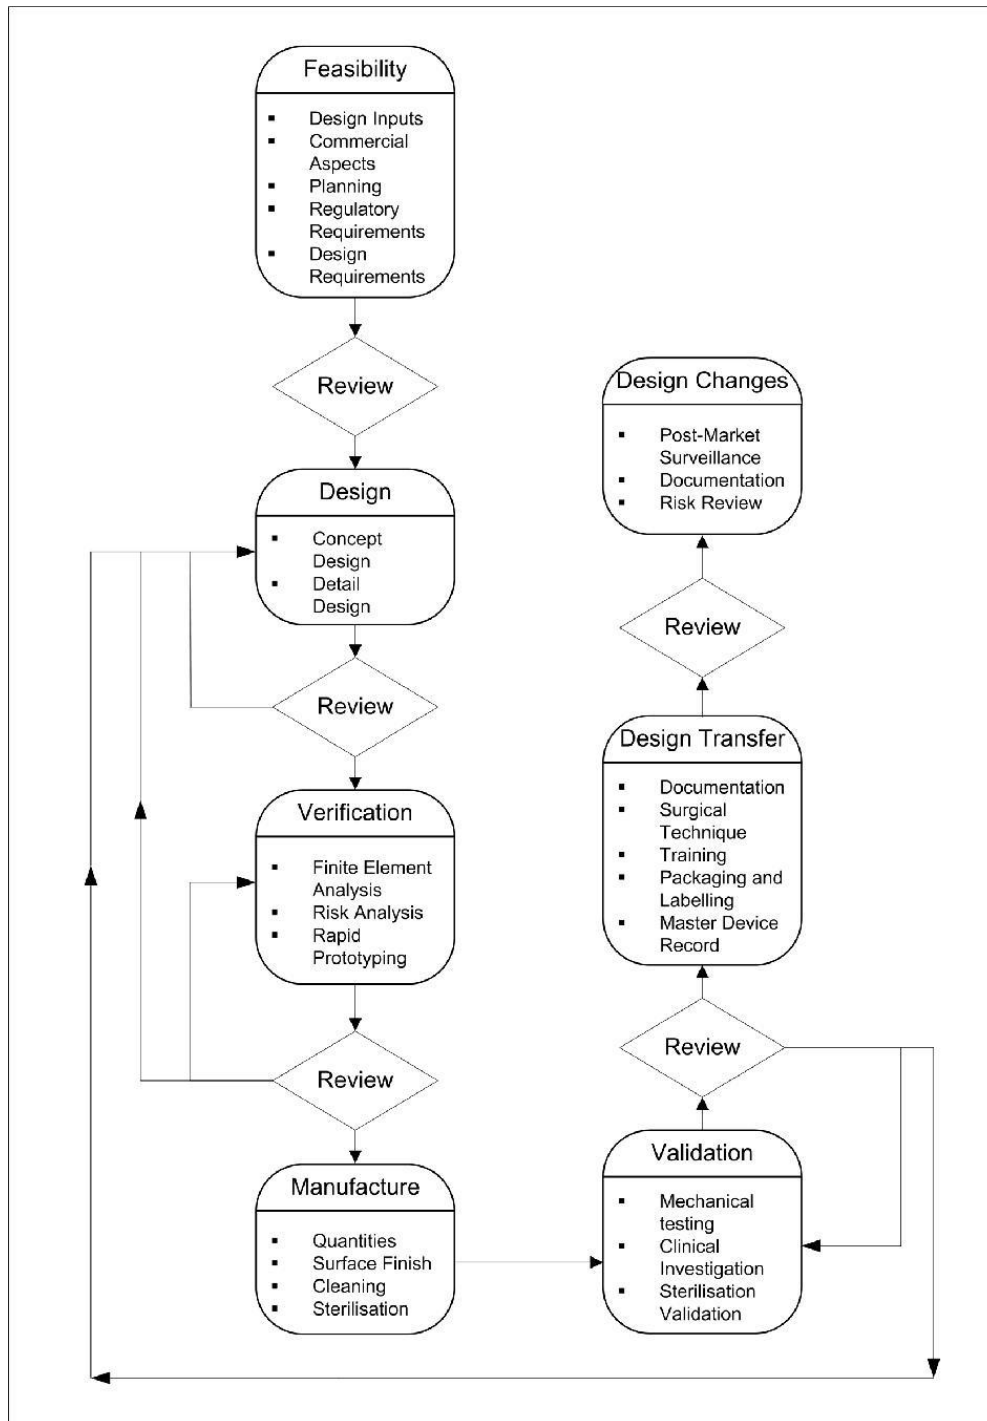 Feasibility
▪ Design Inputs
▪ Commercial
Aspects
▪ Planning
▪ Regulatory
Requirements
▪ Design
Requirements
Review
Design
▪ Concept
Design
▪ Detail
Design
Review
Verification
▪ Finite Element
Analysis
▪ Risk Analysis
▪ Rapid
Prototyping
Review
Manufacture
▪ Quantities
▪ Surface Finish
▪ Cleaning
▪ Sterilisation
Validation
▪ Mechanical
testing
▪ Clinical
Investigation
▪ Sterilisation
Validation
Review
Design Transfer
▪ Documentation
▪ Surgical
Technique
▪ Training
▪ Packaging and
Labelling
▪ Master Device
Record
Review
Design Changes
▪ Post-Market
Surveillance
▪ Documentation
▪ Risk Review